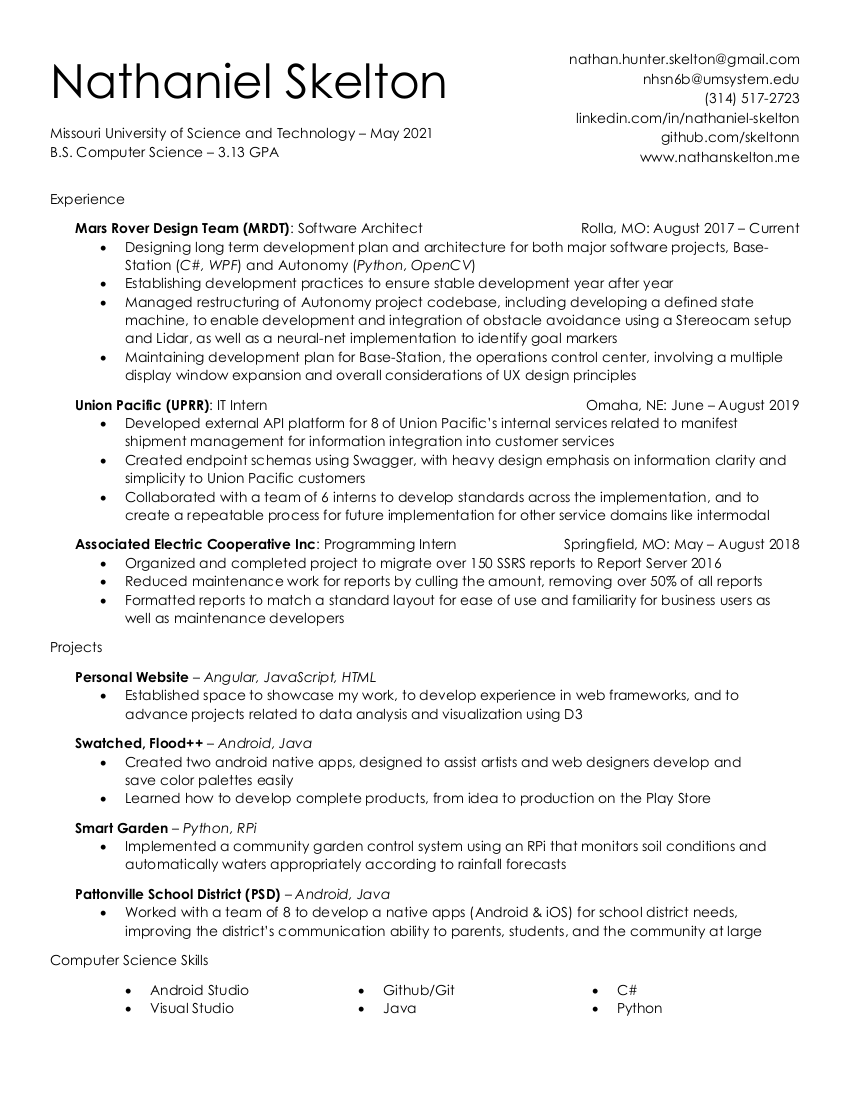 Nathaniel Skelton
Missouri University of Science and Technology – May 2021
B.S. Computer Science – 3.13 GPA
nathan.hunter.skelton@gmail.com
nhsn6b@umsystem.edu
(314) 517-2723
linkedin.com/in/nathaniel-skelton
github.com/skeltonn
www.nathanskelton.me
Experience
Mars Rover Design Team (MRDT): Software Architect Rolla, MO: August 2017 – Current
• Designing long term development plan and architecture for both major software projects, Base-
Station (C#, WPF) and Autonomy (Python, OpenCV)
• Establishing development practices to ensure stable development year after year
• Managed restructuring of Autonomy project codebase, including developing a defined state
machine, to enable development and integration of obstacle avoidance using a Stereocam setup
and Lidar, as well as a neural-net implementation to identify goal markers
• Maintaining development plan for Base-Station, the operations control center, involving a multiple
display window expansion and overall considerations of UX design principles
Union Pacific (UPRR): IT Intern Omaha, NE: June – August 2019
• Developed external API platform for 8 of Union Pacific’s internal services related to manifest
shipment management for information integration into customer services
• Created endpoint schemas using Swagger, with heavy design emphasis on information clarity and
simplicity to Union Pacific customers
• Collaborated with a team of 6 interns to develop standards across the implementation, and to
create a repeatable process for future implementation for other service domains like intermodal
Associated Electric Cooperative Inc: Programming Intern Springfield, MO: May – August 2018
• Organized and completed project to migrate over 150 SSRS reports to Report Server 2016
• Reduced maintenance work for reports by culling the amount, removing over 50% of all reports
• Formatted reports to match a standard layout for ease of use and familiarity for business users as
well as maintenance developers
Projects
Personal Website – Angular, JavaScript, HTML
• Established space to showcase my work, to develop experience in web frameworks, and to
advance projects related to data analysis and visualization using D3
Swatched, Flood++ – Android, Java
• Created two android native apps, designed to assist artists and web designers develop and
save color palettes easily
• Learned how to develop complete products, from idea to production on the Play Store
Smart Garden – Python, RPi
• Implemented a community garden control system using an RPi that monitors soil conditions and
automatically waters appropriately according to rainfall forecasts
Pattonville School District (PSD) – Android, Java
• Worked with a team of 8 to develop a native apps (Android & iOS) for school district needs,
improving the district’s communication ability to parents, students, and the community at large
Computer Science Skills
• Android Studio • Github/Git • C#
• Visual Studio • Java • Python